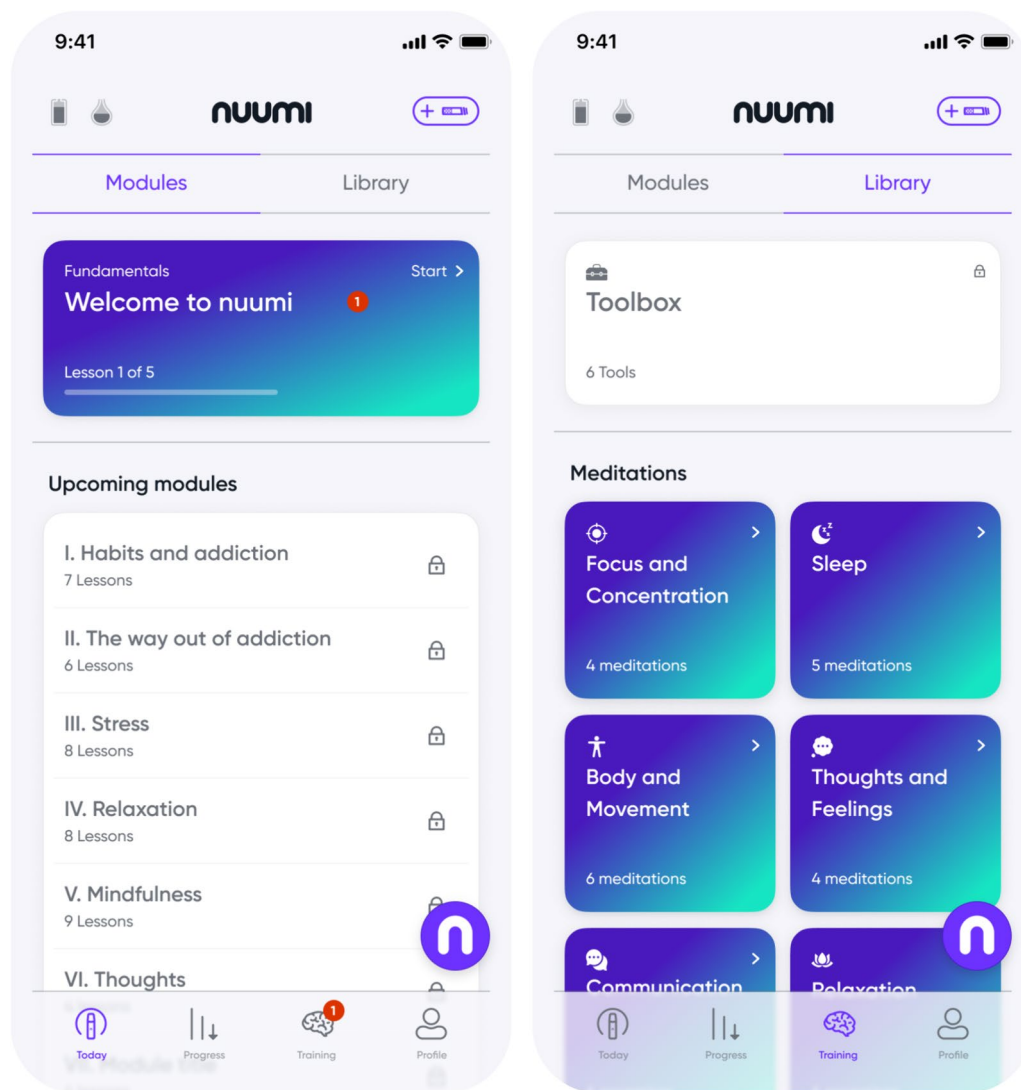 9:41
nuumi
Modules
Library
Fundamentals
Start
Welcome to nuumi
1
Lesson 1 of 5
Upcoming modules
I. Habits and addiction
7 Lessons
II. The way out of addiction
6 Lessons
III. Stress
8 Lessons
IV. Relaxation
8 Lessons
V. Mindfulness
9 Lessons
VI. Thoughts
VII. Module title
n
1
Today
Progress
Training
Profile
9:41
nuumi
Modules
Library
Toolbox
6 Tools
Meditations
Focus and
Concentration
4 meditations
Sleep
5 meditations
Body and
Movement
6 meditations
Thoughts and
Feelings
4 meditations
Communication
Relaxation
n
Today
Progress
Training
Profile